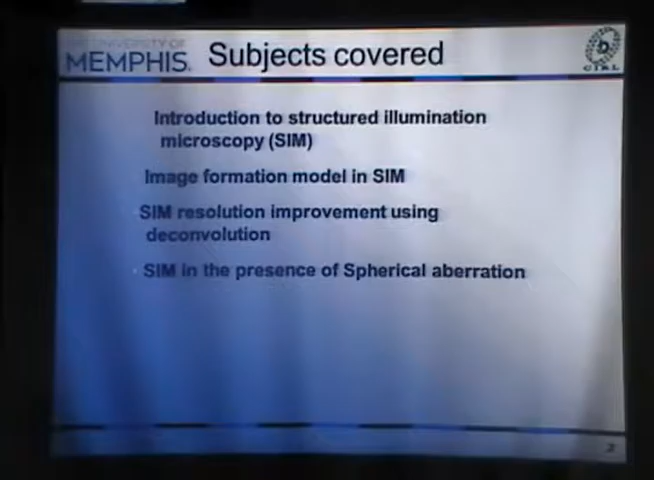 THE UNIVERSITY OF
MEMPHIS.
Subjects covered
CIRL
Introduction to structured illumination
microscopy (SIM)
Image formation model in SIM
SIM resolution improvement using
deconvolution
SIM in the presence of Spherical aberration
2